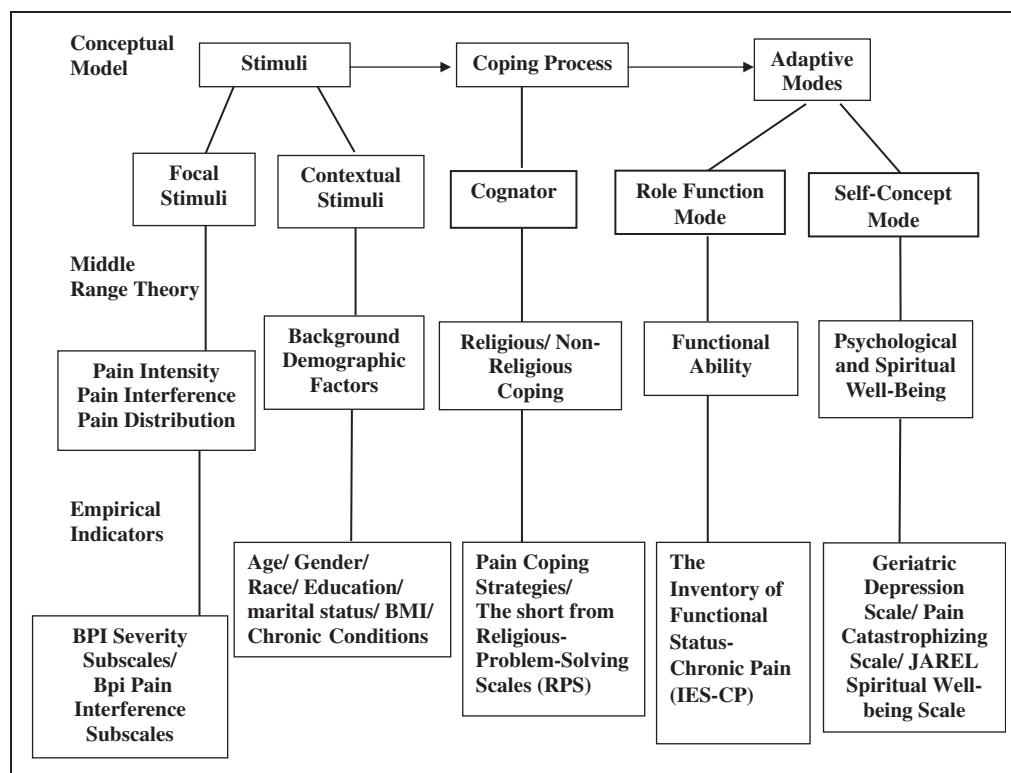 Conceptual
Model
Stimuli
Coping Process
Adaptive
Modes
Focal
Stimuli
Contextual
Stimuli
Cognator
Role Function
Mode
Self-Concept
Mode
Middle
Range Theory
Pain Intensity
Pain Interference
Pain Distribution
Background
Demographic
Factors
Religious/ Non-
Religious
Coping
Functional
Ability
Psychological
and Spiritual
Well-Being
Empirical
Indicators
BPI Severity
Subscales/
Bpi Pain
Interference
Subscales
Age/ Gender/
Race/ Education/
marital status/ BMI/
Chronic Conditions
Pain Coping
Strategies/
The short from
Religious-
Problem-Solving
Scales (RPS)
The
Inventory of
Functional
Status-
Chronic Pain
(IES-CP)
Geriatric
Depression
Scale/ Pain
Catastrophizing
Scale/ JAREL
Spiritual Well-
being Scale